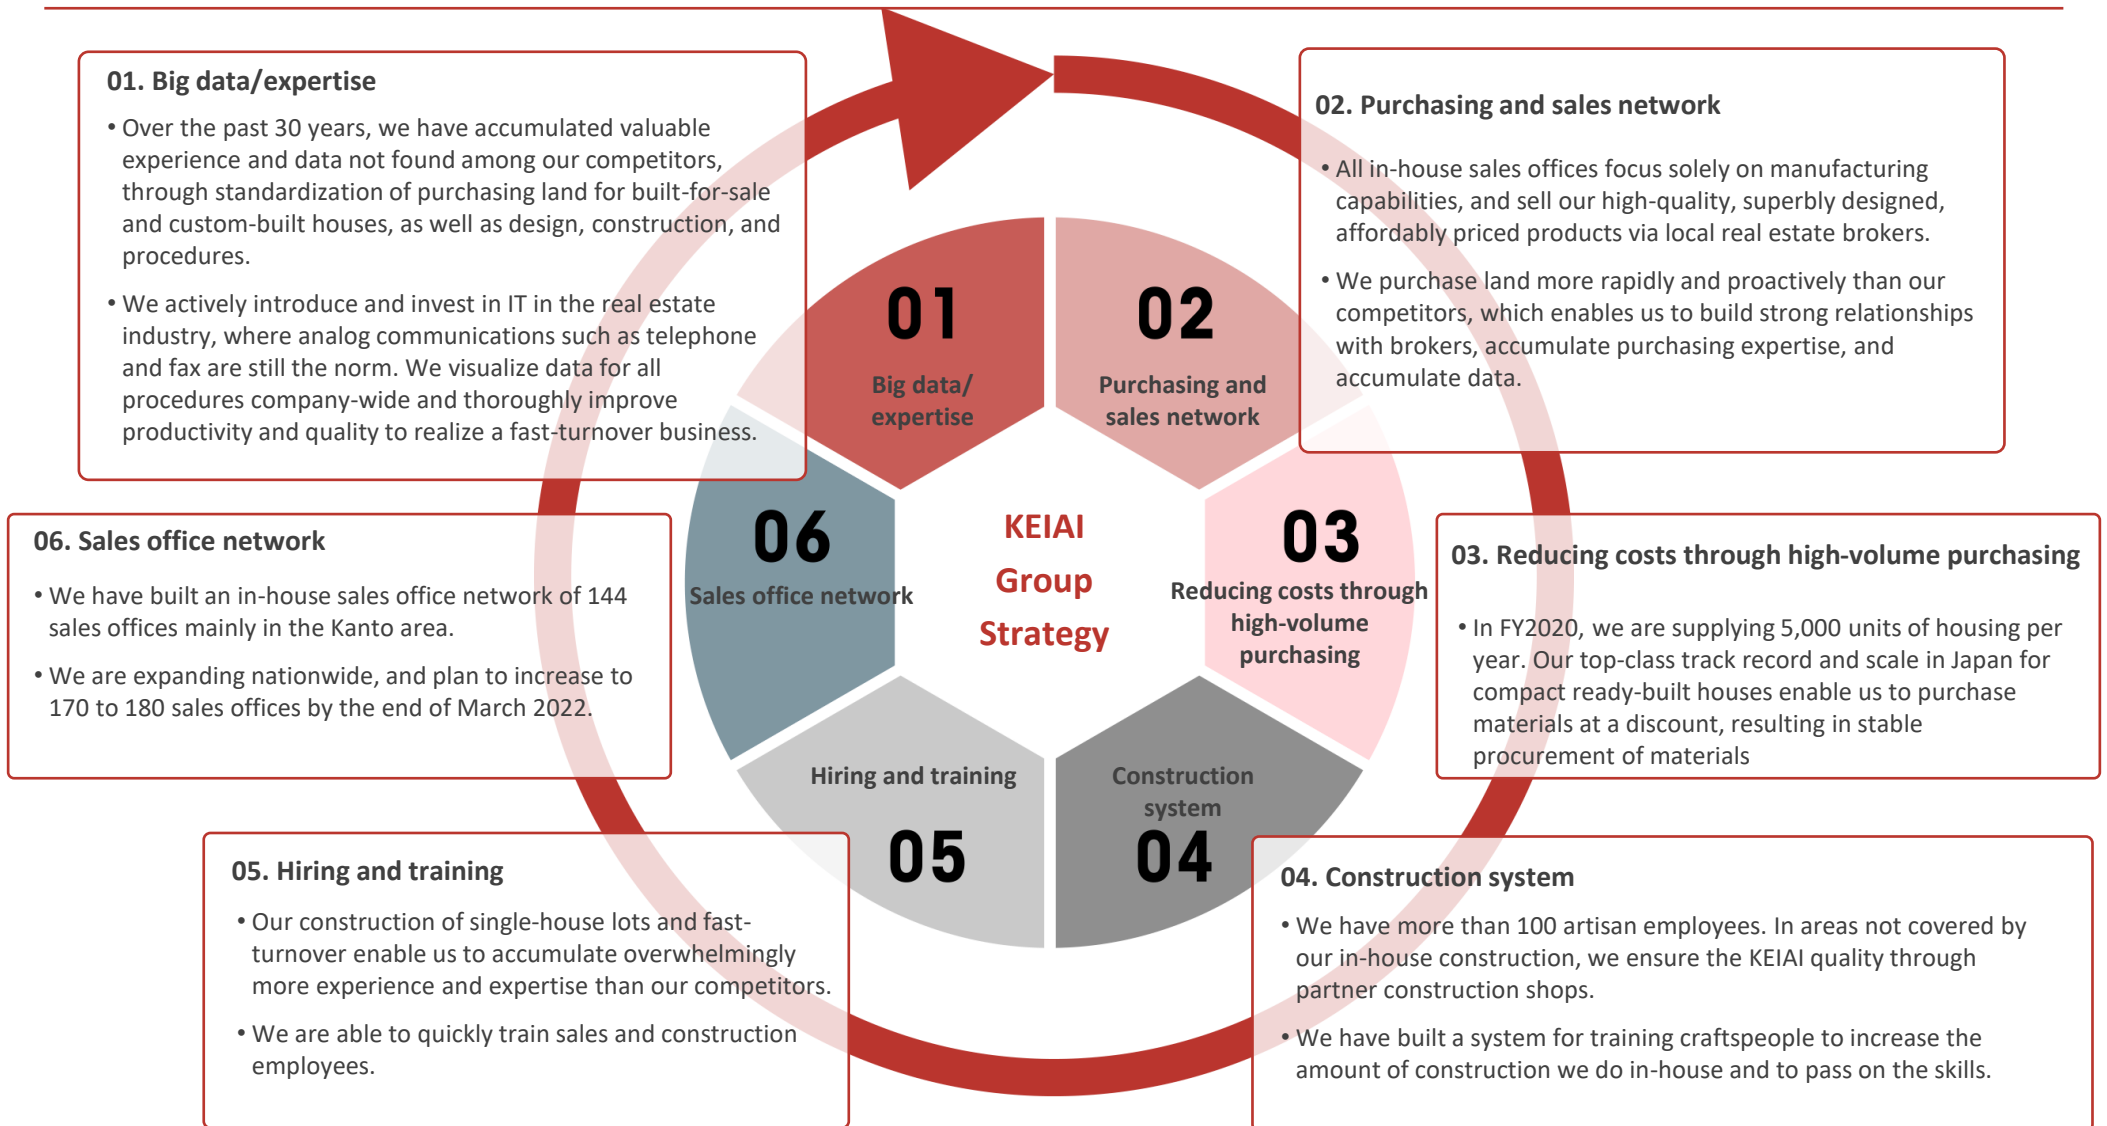 01. Big data/expertise
• Over the past 30 years, we have accumulated valuable
experience and data not found among our competitors,
through standardization of purchasing land for built-for-sale
and custom-built houses, as well as design, construction, and
procedures.
• We actively introduce and invest in IT in the real estate
industry, where analog communications such as telephone
and fax are still the norm. We visualize data for all
procedures company-wide and thoroughly improve
productivity and quality to realize a fast-turnover business.
02. Purchasing and sales network
• All in-house sales offices focus solely on manufacturing
capabilities, and sell our high-quality, superbly designed,
affordably priced products via local real estate brokers.
• We purchase land more rapidly and proactively than our
competitors, which enables us to build strong relationships
with brokers, accumulate purchasing expertise, and
accumulate data.
01
Big data/
expertise
02
Purchasing and
sales network
06
Sales office network
KEIAI
Group
Strategy
03
Reducing costs through
high-volume
purchasing
Hiring and training
05
Construction
system
04
06. Sales office network
• We have built an in-house sales office network of 144
sales offices mainly in the Kanto area.
• We are expanding nationwide, and plan to increase to
170 to 180 sales offices by the end of March 2022.
03. Reducing costs through high-volume purchasing
• In FY2020, we are supplying 5,000 units of housing per
year. Our top-class track record and scale in Japan for
compact ready-built houses enable us to purchase
materials at a discount, resulting in stable
procurement of materials
05. Hiring and training
• Our construction of single-house lots and fast-
turnover enable us to accumulate overwhelmingly
more experience and expertise than our competitors.
• We are able to quickly train sales and construction
employees.
04. Construction system
• We have more than 100 artisan employees. In areas not covered by
our in-house construction, we ensure the KEIAI quality through
partner construction shops.
• We have built a system for training craftspeople to increase the
amount of construction we do in-house and to pass on the skills.